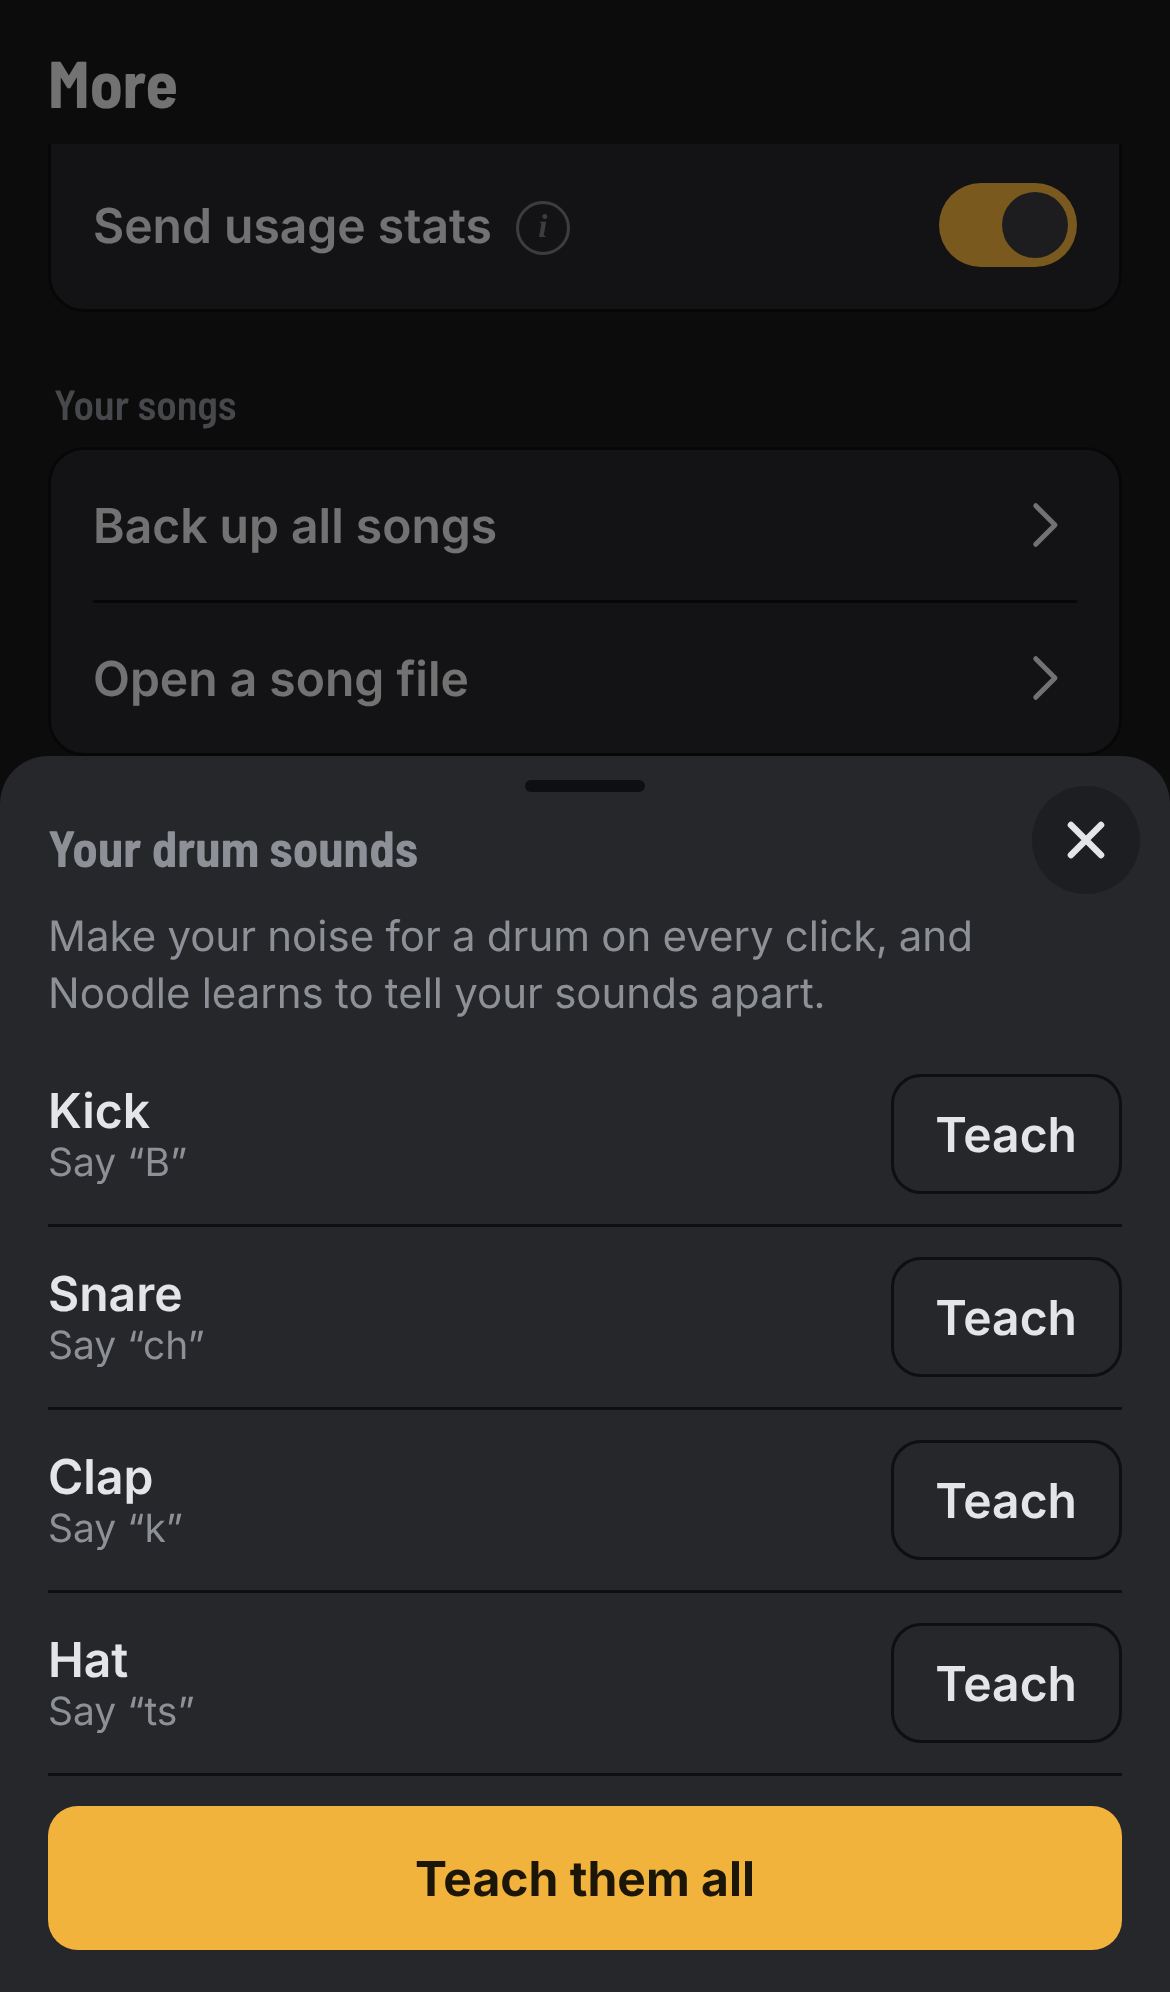 More
Send usage stats i
Your songs
Back up all songs
Open a song file
Your drum sounds
Make your noise for a drum on every click, and
Noodle learns to tell your sounds apart.
Kick
Say “B”
Teach
Snare
Say “ch”
Teach
Clap
Say “k”
Teach
Hat
Say “ts”
Teach
Teach them all